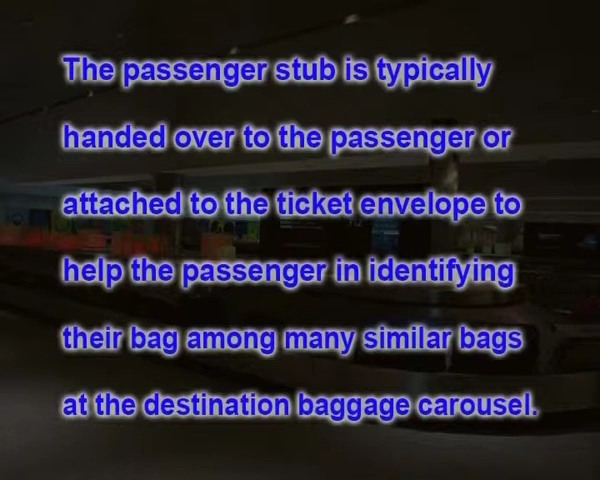 The passenger stub is typically
handed over to the passenger or
attached to the ticket envelope to
help the passenger in identifying
their bag among many similar bags
at the destination baggage carousel.